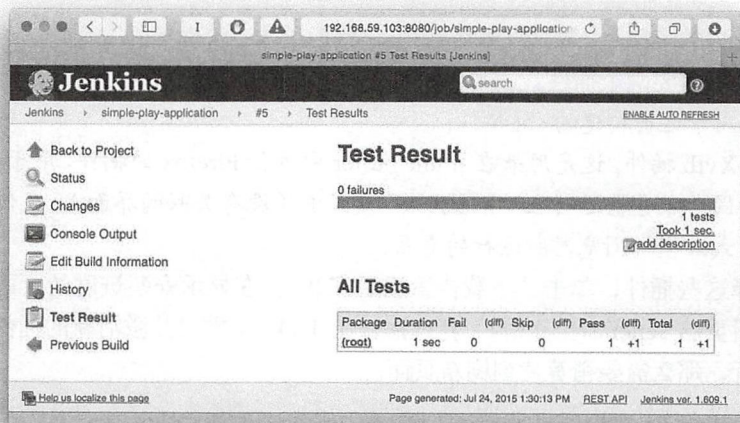 192.168.59.103:8080/job/simple-play-application
simple-play-application #5 Test Results [Jenkins]
Jenkins
search
Jenkins › simple-play-application › #5 › Test Results
ENABLE AUTO REFRESH
Back to Project
Status
Changes
Console Output
Edit Build Information
History
Test Result
Previous Build
Test Result
0 failures
1 tests
Took 1 sec.
add description
All Tests
Package Duration Fail (diff) Skip (diff) Pass (diff) Total (diff)
(root) 1 sec 0 0 1 +1 1 +1
Help us localize this page
Page generated: Jul 24, 2015 1:30:13 PM REST API Jenkins ver. 1.609.1